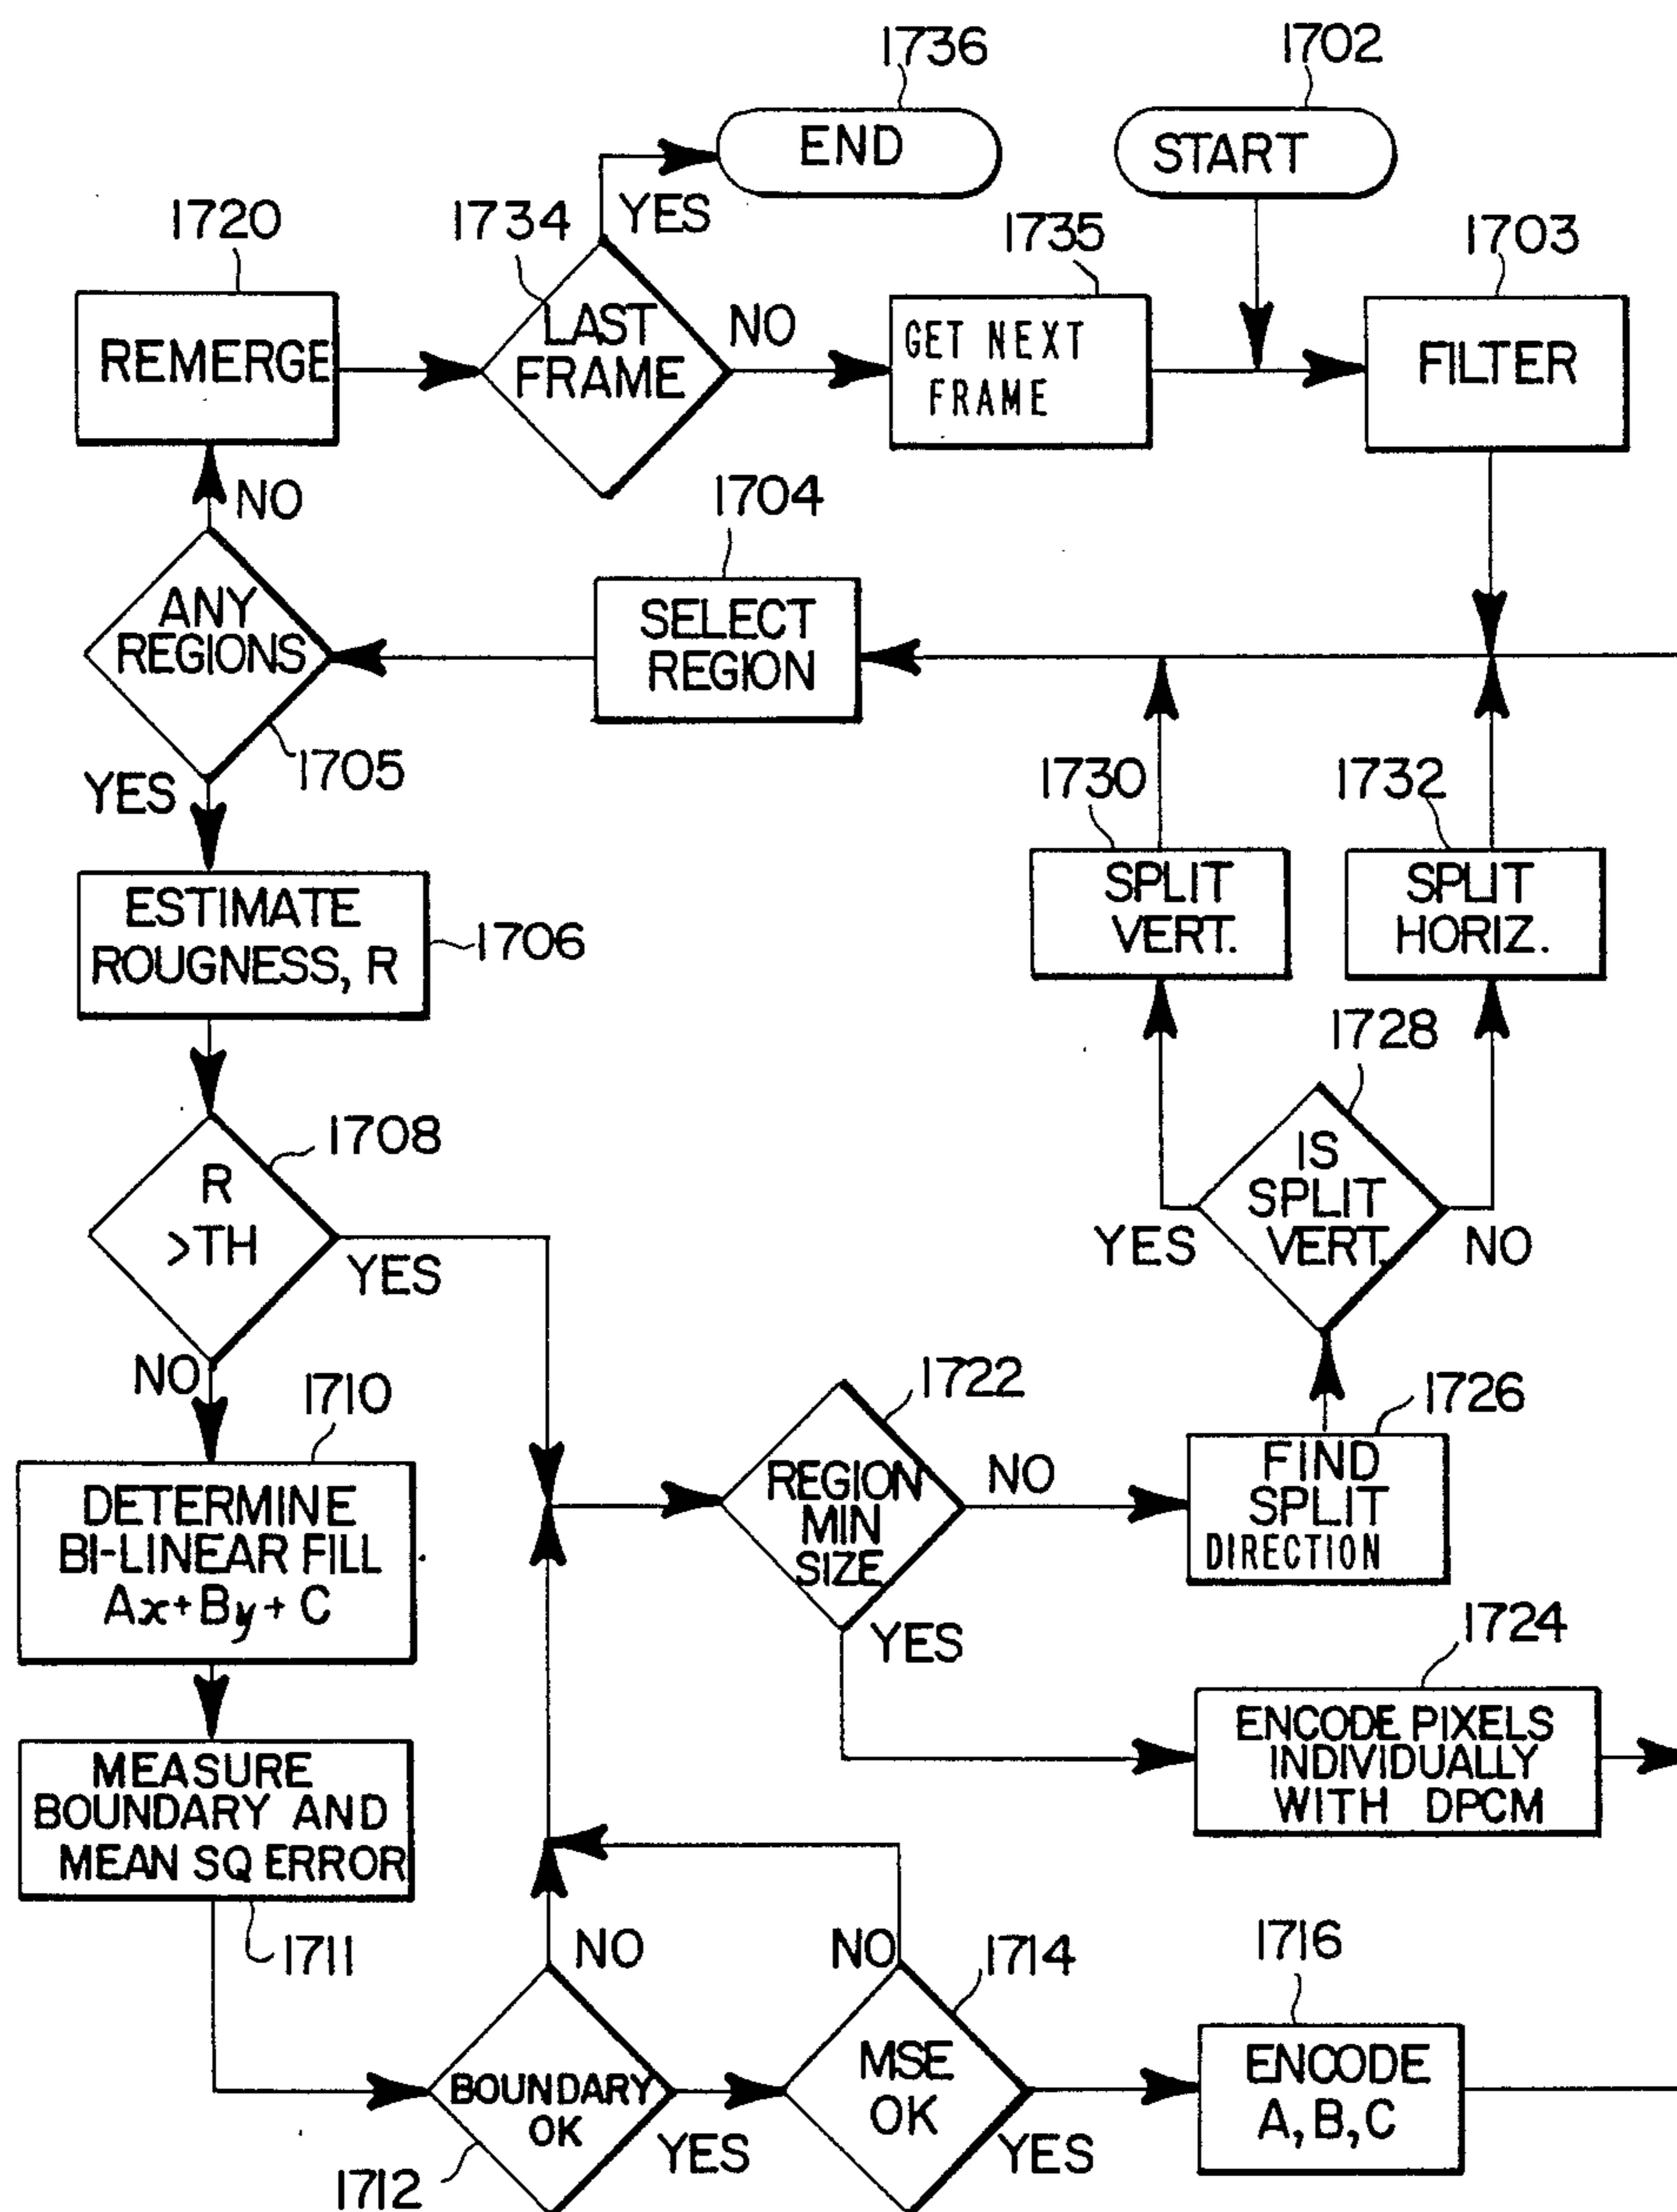 1736
1702
END
START
YES
1720
1734
1735
1703
REMERGE
LAST
FRAME
NO
GET NEXT
FRAME
FILTER
NO
1704
ANY
REGIONS
SELECT
REGION
1705
YES
1730
1732
ESTIMATE
ROUGNESS, R
1706
SPLIT
VERT.
SPLIT
HORIZ.
1728
1708
R
>TH
YES
IS
SPLIT
VERT.
YES
NO
NO
1710
1722
1726
DETERMINE
BI-LINEAR FILL
Ax+By+C
REGION
MIN
SIZE
NO
FIND
SPLIT
DIRECTION
YES
1724
MEASURE
BOUNDARY AND
MEAN SQ ERROR
ENCODE PIXELS
INDIVIDUALLY
WITH DPCM
1711
NO
NO
1714
1716
BOUNDARY
OK
YES
MSE
OK
YES
ENCODE
A, B, C
1712